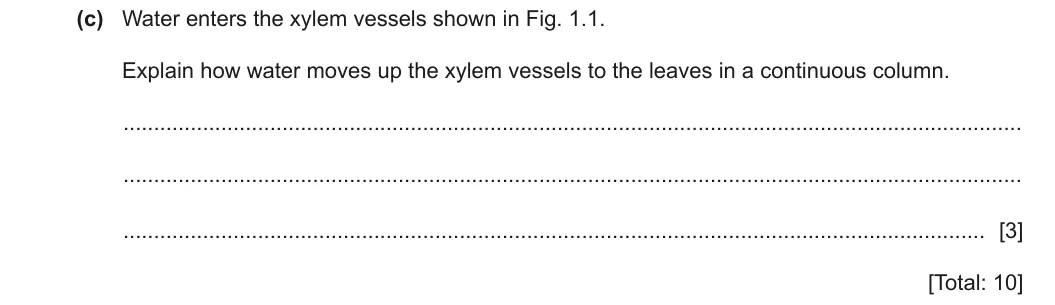 (c) Water enters the xylem vessels shown in Fig. 1.1.
Explain how water moves up the xylem vessels to the leaves in a continuous column.
[3]
[Total: 10]